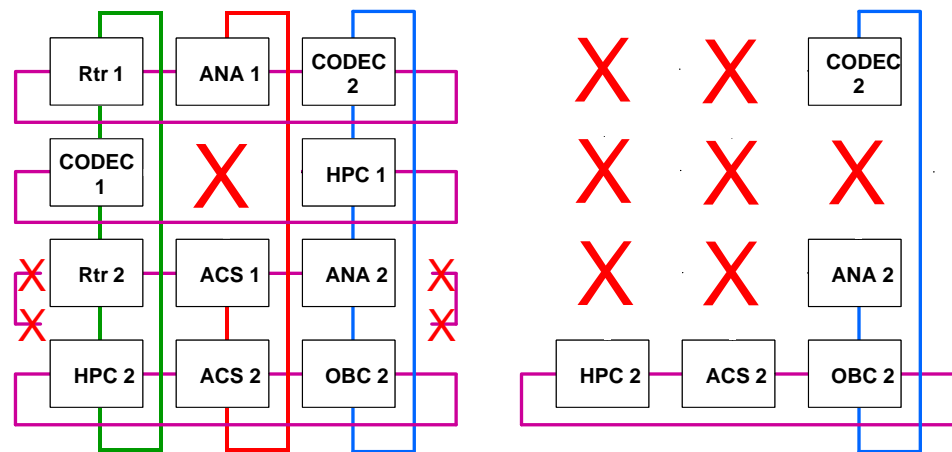 Rtr 1
ANA 1
CODEC
2
CODEC
2
CODEC
1
HPC 1
Rtr 2
ACS 1
ANA 2
ANA 2
HPC 2
ACS 2
OBC 2
HPC 2
ACS 2
OBC 2